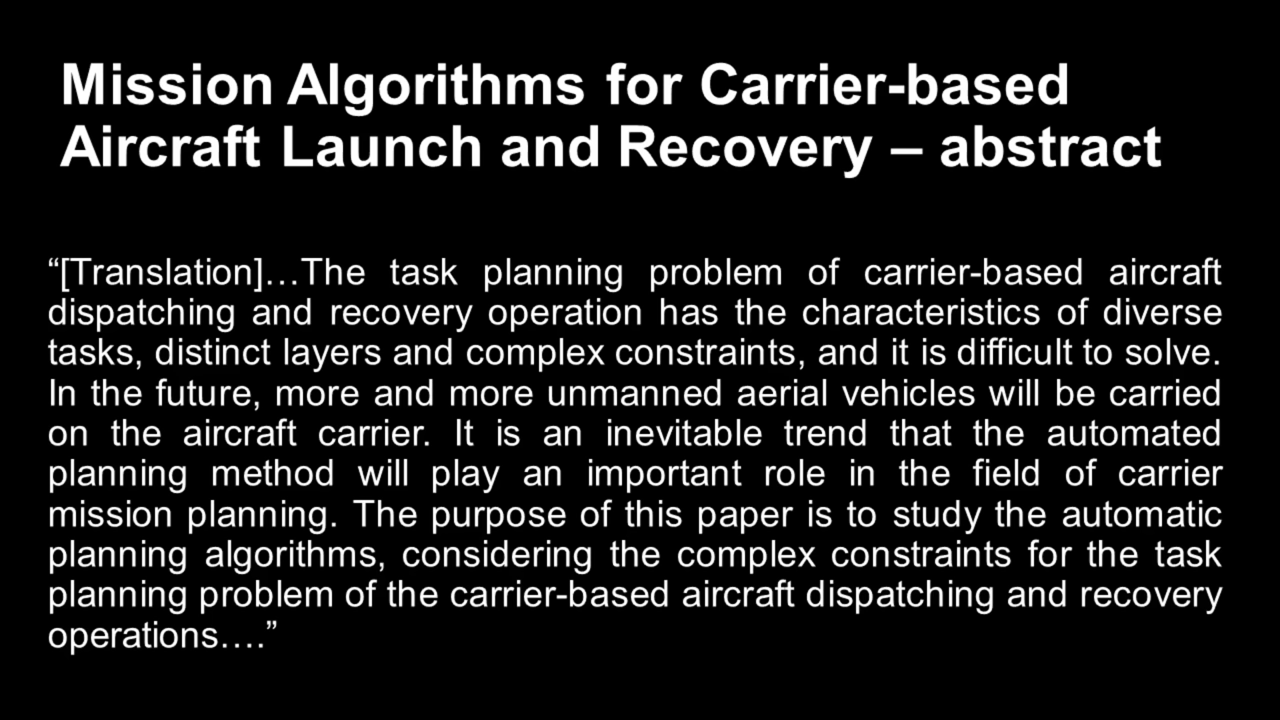 Mission Algorithms for Carrier-based
Aircraft Launch and Recovery – abstract
“[Translation]…The task planning problem of carrier-based aircraft
dispatching and recovery operation has the characteristics of diverse
tasks, distinct layers and complex constraints, and it is difficult to solve.
In the future, more and more unmanned aerial vehicles will be carried
on the aircraft carrier. It is an inevitable trend that the automated
planning method will play an important role in the field of carrier
mission planning. The purpose of this paper is to study the automatic
planning algorithms, considering the complex constraints for the task
planning problem of the carrier-based aircraft dispatching and recovery
operations….”